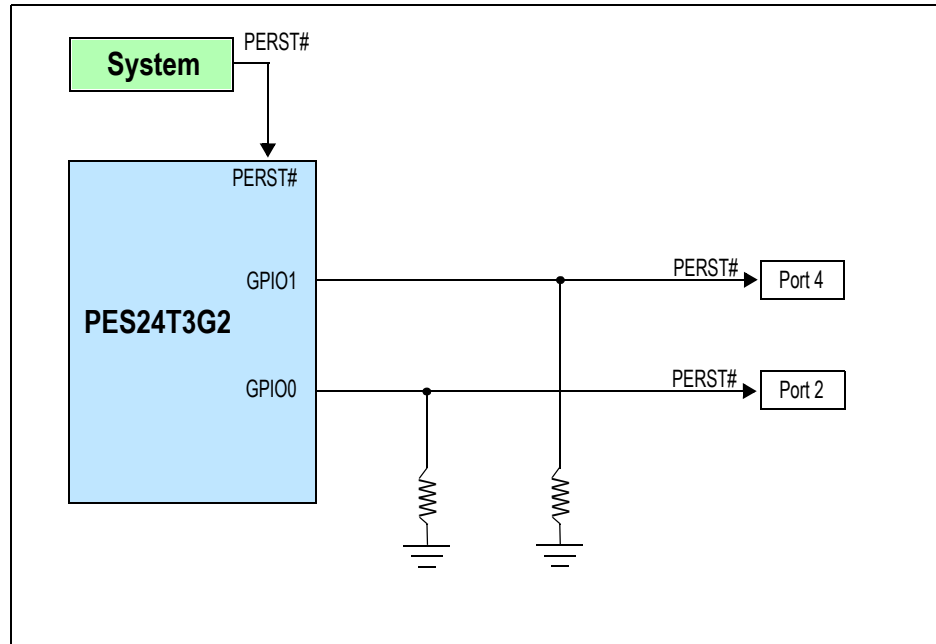 System
PERST#
PERST#
GPIO1
PERST#
Port 4
PES24T3G2
GPIO0
PERST#
Port 2